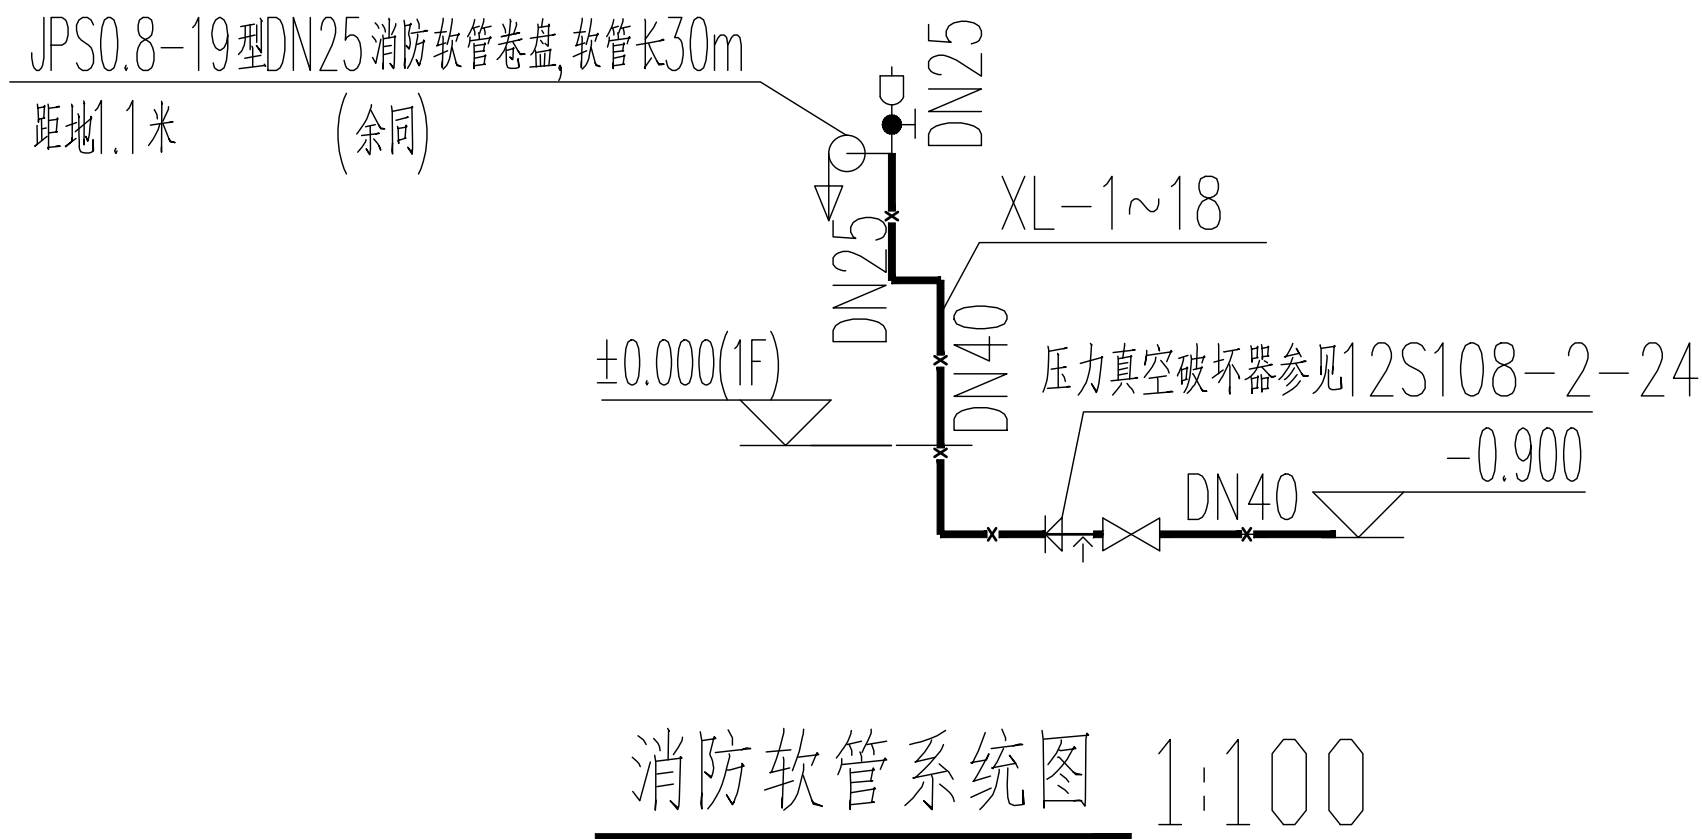 JPS0.8-19型DN25消防软管卷盘,软管长30m
距地1.1米 (余同)
DN25
XL-1~18
DN25
DN40
±0.000(1F)
压力真空破坏器参见12S108-2-24
-0.900
DN40
消防软管系统图 1:100